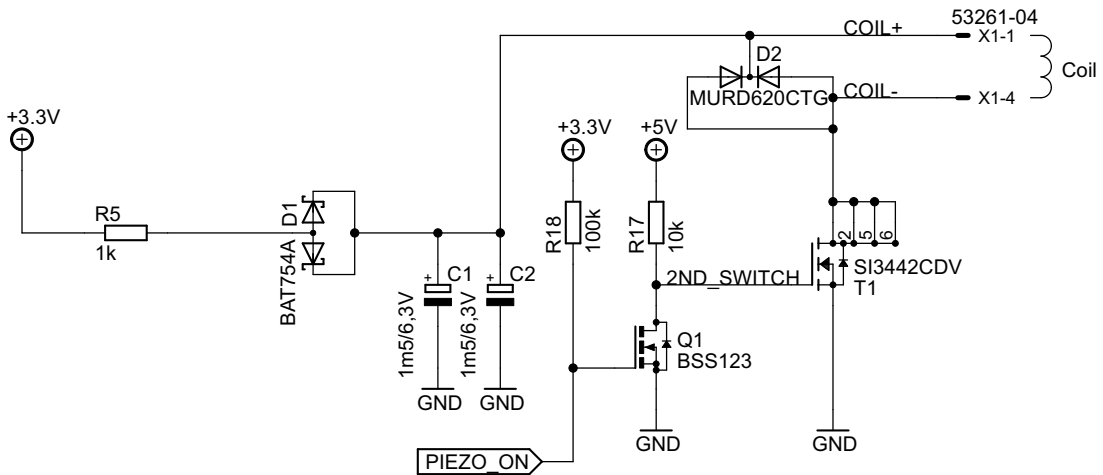 53261-04
COIL+
X1-1
D2
Coil
MURD620CTG
COIL-
X1-4
+3.3V
+3.3V
+5V
R5
1k
D1
BAT754A
R18
100k
R17
10k
2
5
6
+
C1
1m5/6,3V
+
C2
1m5/6,3V
2ND_SWITCH
SI3442CDV
T1
Q1
BSS123
GND
GND
GND
GND
PIEZO_ON